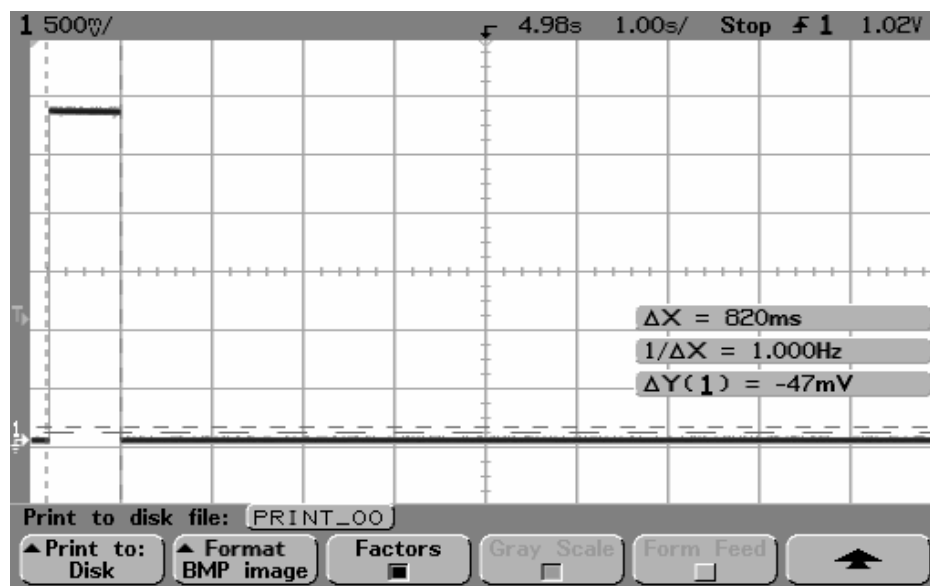 1 500mV/ 4.98s 1.00s/ Stop 1 1.02V
T
ΔX = 820ms
1/ΔX = 1.000Hz
ΔY(1) = -47mV
1
Print to disk file: PRINT_00
Print to: Disk
Format BMP image
Factors
Gray Scale
Form Feed